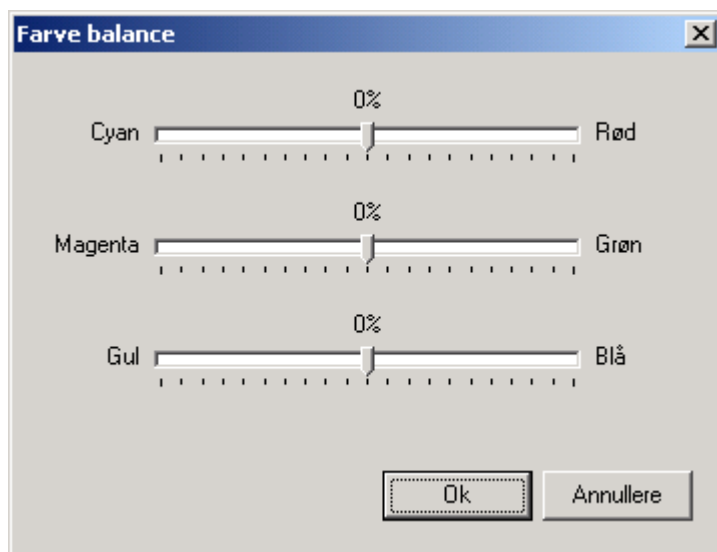 Farve balance
0%
Cyan Rød
0%
Magenta Grøn
0%
Gul Blå
Ok Annullere